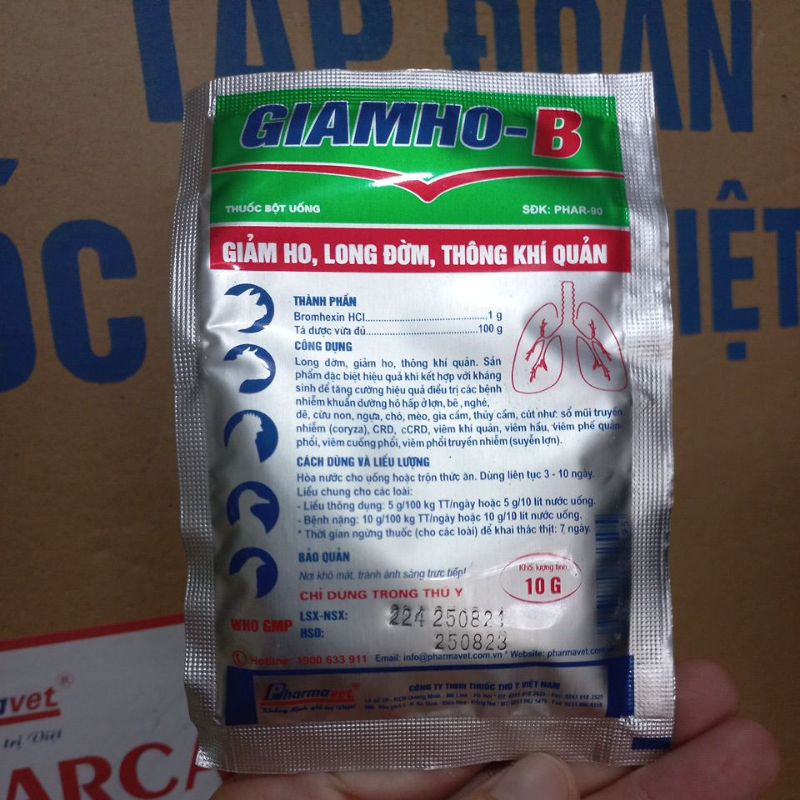 TẬP ĐOÀN
ỐC
VIỆT
GIAMHO-B
THUỐC BỘT UỐNG
SĐK: PHAR-90
GIẢM HO, LONG ĐỜM, THÔNG KHÍ QUẢN
THÀNH PHẦN
Bromhexin HCl..........................................1 g
Tá dược vừa đủ.......................................100 g
CÔNG DỤNG
Long đờm, giảm ho, thông khí quản. Sản
phẩm đặc biệt hiệu quả khi kết hợp với kháng
sinh để tăng cường hiệu quả điều trị các bệnh
nhiễm khuẩn đường hô hấp ở lợn, bê, nghé,
dê, cừu non, ngựa, chó, mèo, gia cầm, thủy cầm, cút như: sổ mũi truyền
nhiễm (coryza), CRD, cCRD, viêm khí quản, viêm hầu, viêm phế quản-
phổi, viêm cuống phổi, viêm phổi truyền nhiễm (suyễn lợn).
CÁCH DÙNG VÀ LIỀU LƯỢNG
Hòa nước cho uống hoặc trộn thức ăn. Dùng liên tục 3 - 10 ngày.
Liều chung cho các loài:
- Liều thông dụng: 5 g/100 kg TT/ngày hoặc 5 g/10 lít nước uống.
- Bệnh nặng: 10 g/100 kg TT/ngày hoặc 10 g/10 lít nước uống.
* Thời gian ngừng thuốc (cho các loài) để khai thác thịt: 7 ngày.
BẢO QUẢN
Nơi khô mát, tránh ánh sáng trực tiếp!
Khối lượng tịnh
10 G
CHỈ DÙNG TRONG THÚ Y
WHO GMP
LSX-NSX: 224 250821
HSD: 250823
Hotline: 1900 633 911 Email: info@pharmavet.com.vn * Website: pharmavet.com.vn
Pharmavet®
CÔNG TY TNHH THUỐC THÚ Y VIỆT NAM
avet®
trị Việt
ARCA